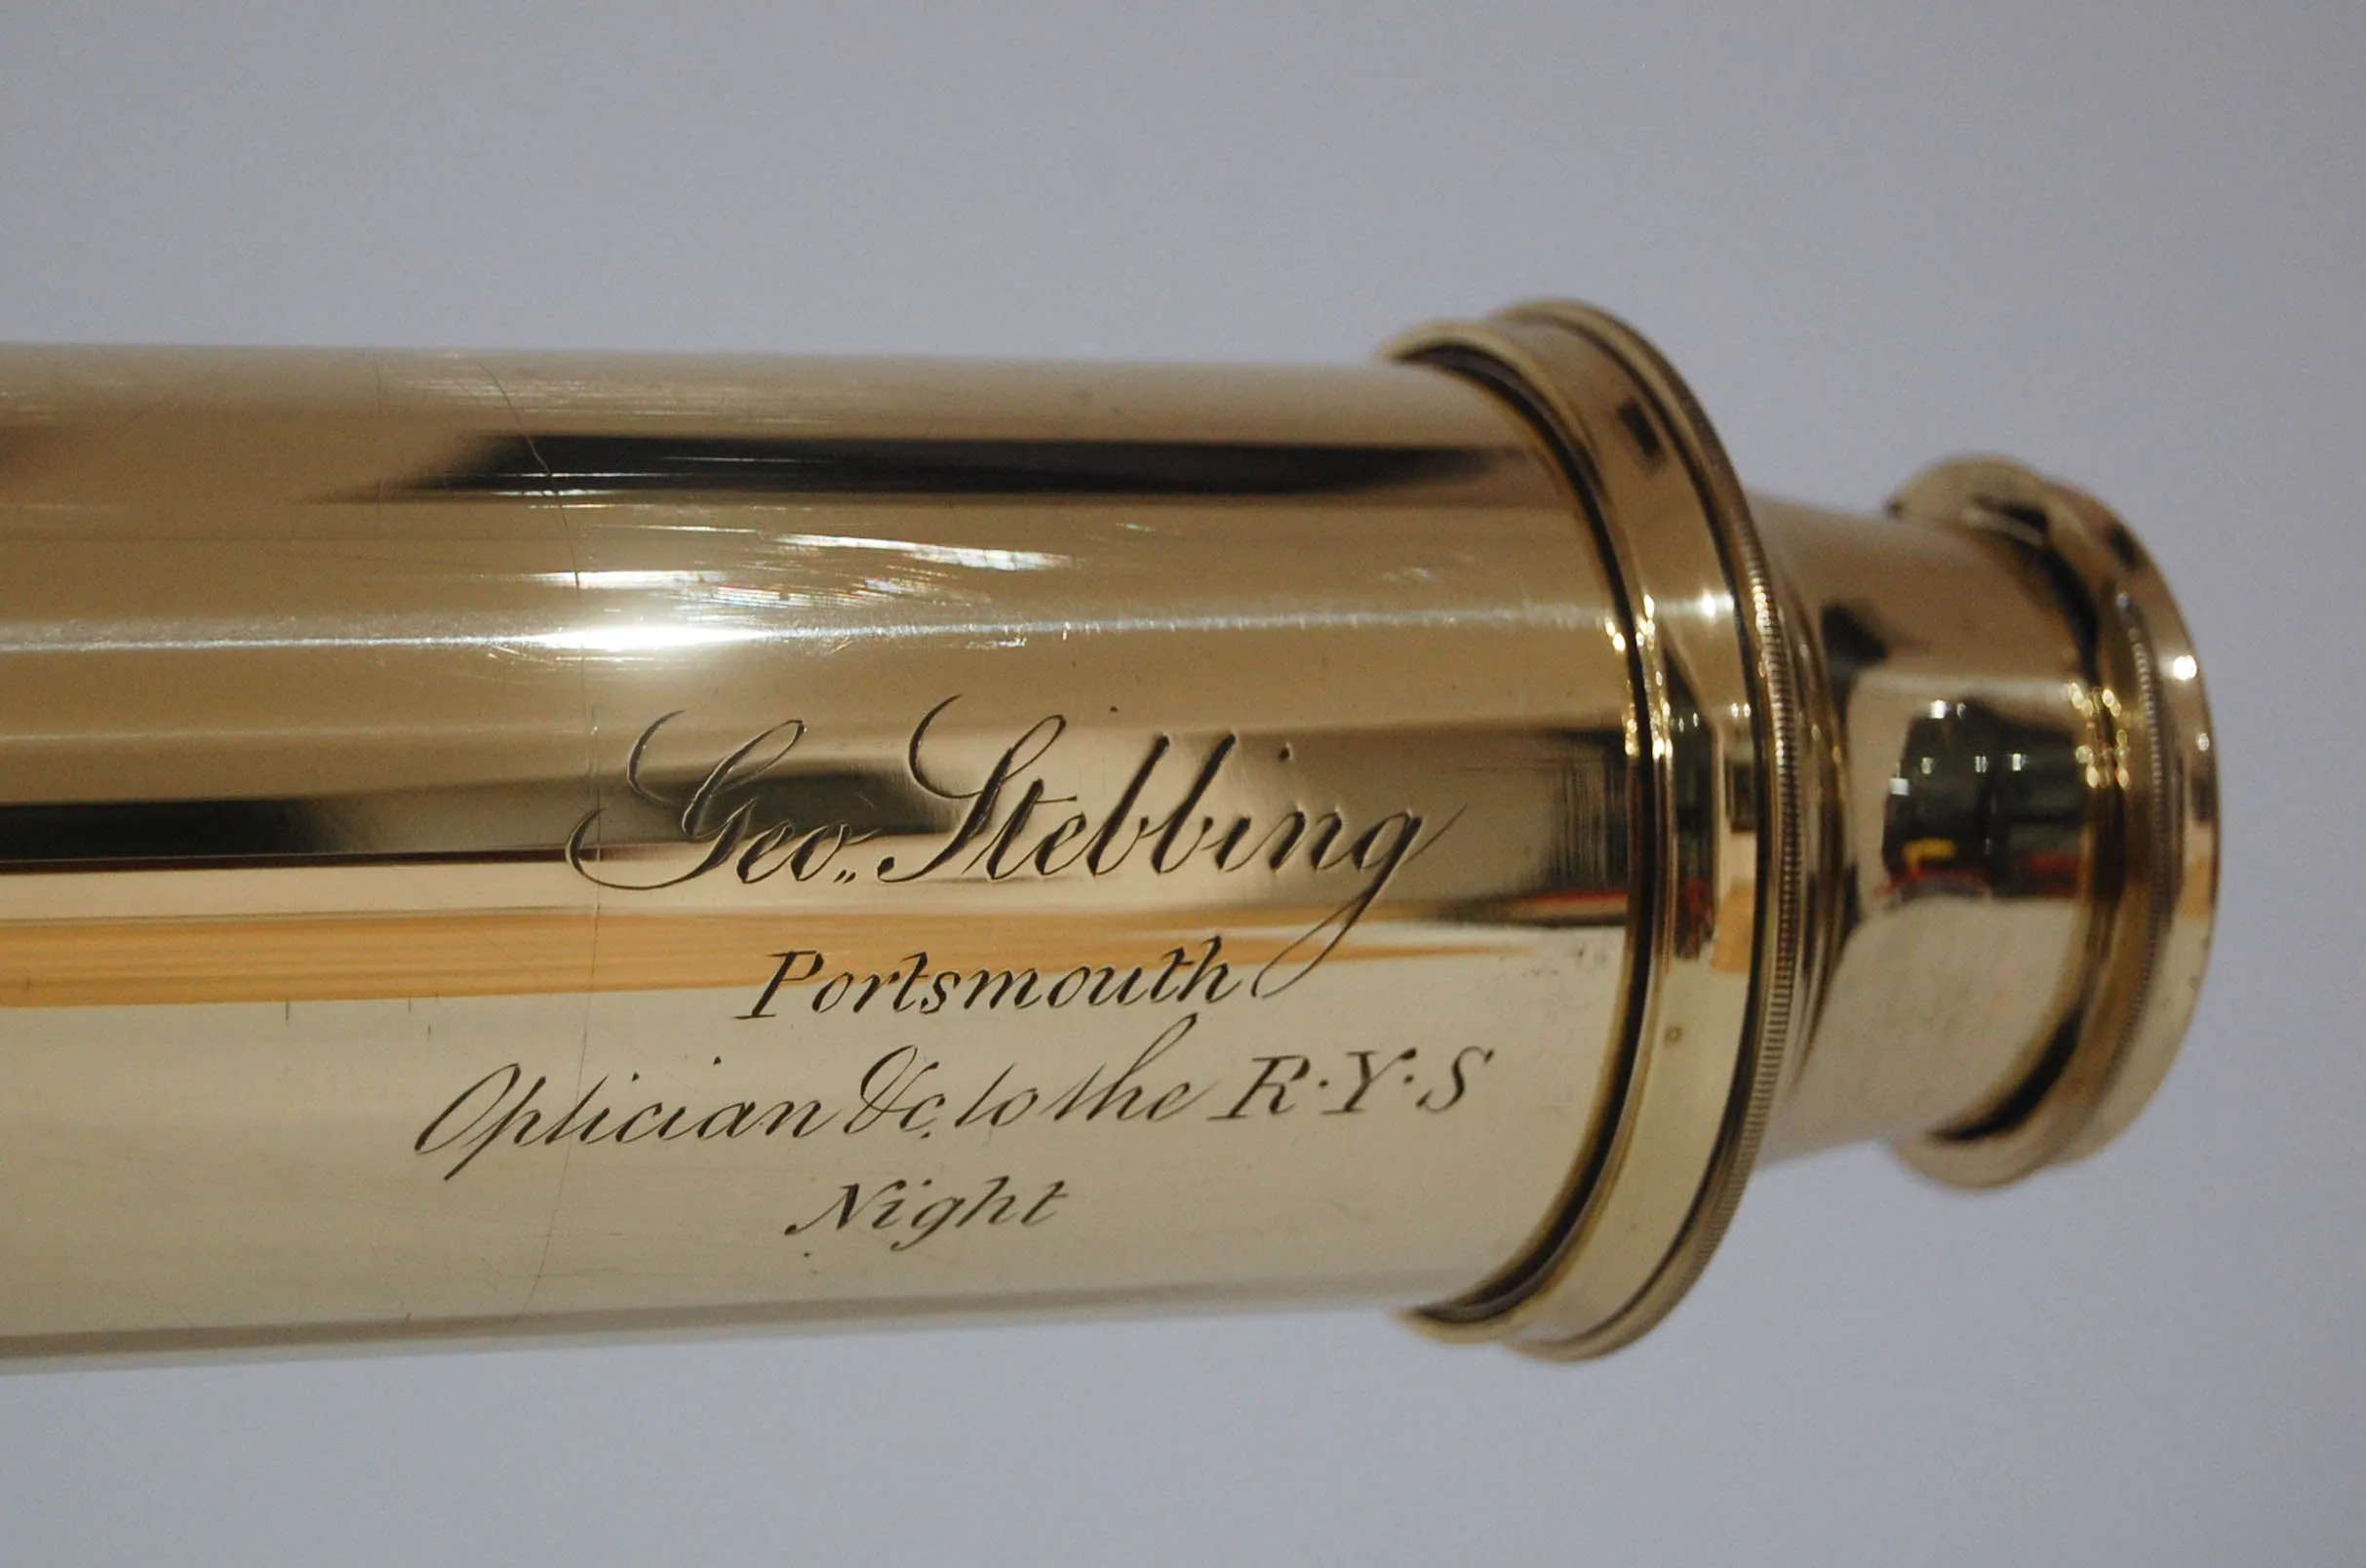 Geo,, Stebbing
Portsmouth
Optician &c, to the R·Y·S
Night